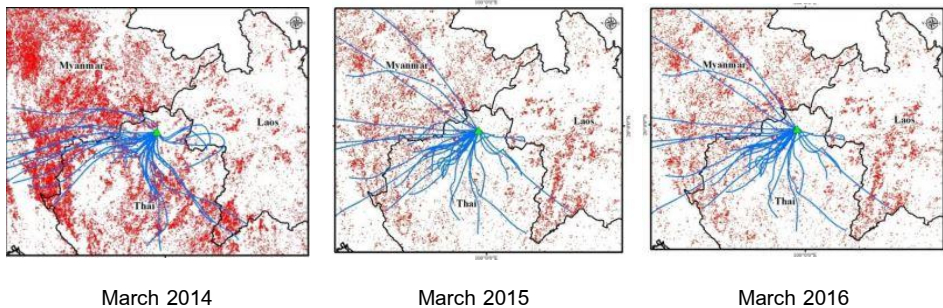 Myanmar
Laos
Thai
Myanmar
Laos
Thai
Myanmar
Laos
Thai
March 2014
March 2015
March 2016